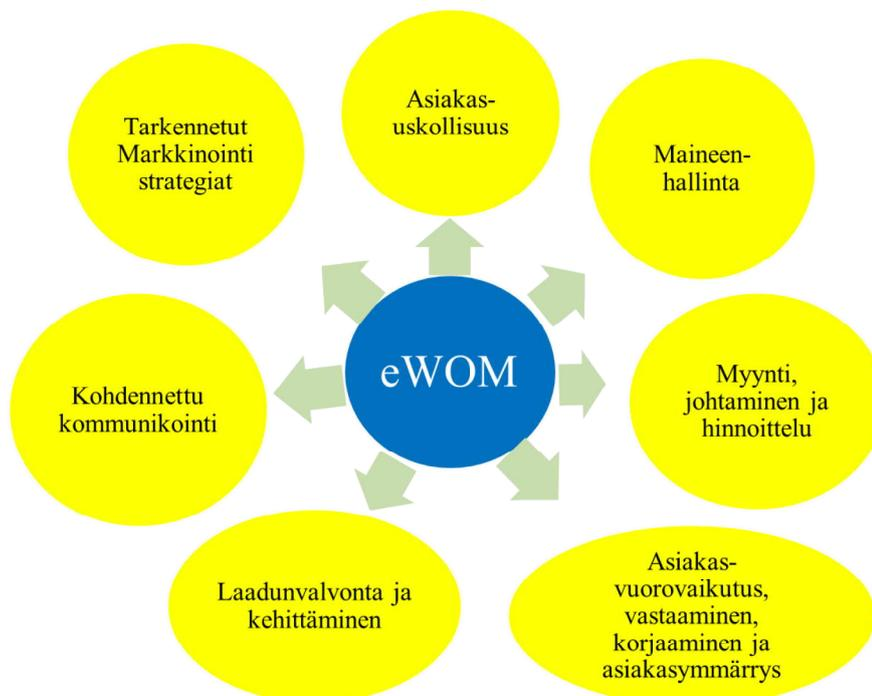 Asiakas-
uskollisuus
Tarkennetut
Markkinointi
strategiat
Maineen-
hallinta
eWOM
Kohdennettu
kommunikointi
Myynti,
johtaminen ja
hinnoittelu
Laadunvalvonta ja
kehittäminen
Asiakas-
vuorovaikutus,
vastaaminen,
korjaaminen ja
asiakasymmärrys